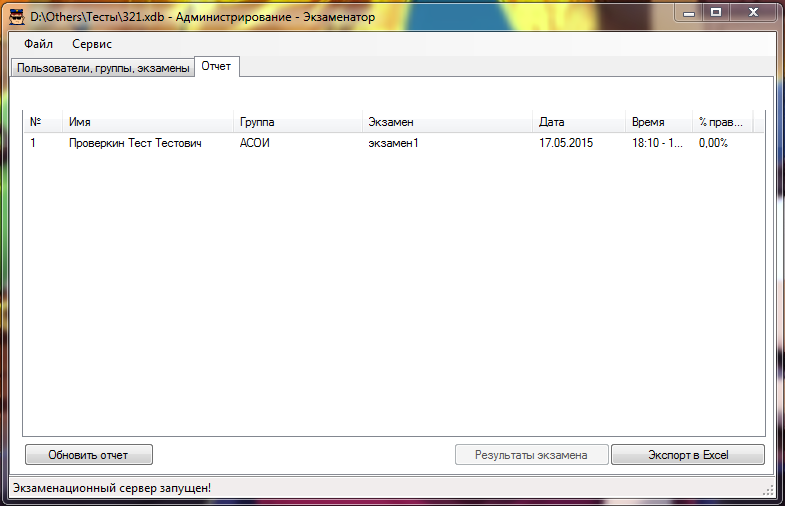 D:\Others\Тесты\321.xdb - Администрирование - Экзаменатор
Файл Сервис
Пользователи, группы, экзамены Отчет
№ Имя Группа Экзамен Дата Время % прав...
1 Проверкин Тест Тестович АСОИ экзамен1 17.05.2015 18:10 - 1... 0,00%
Обновить отчет Результаты экзамена Экспорт в Excel
Экзаменационный сервер запущен!